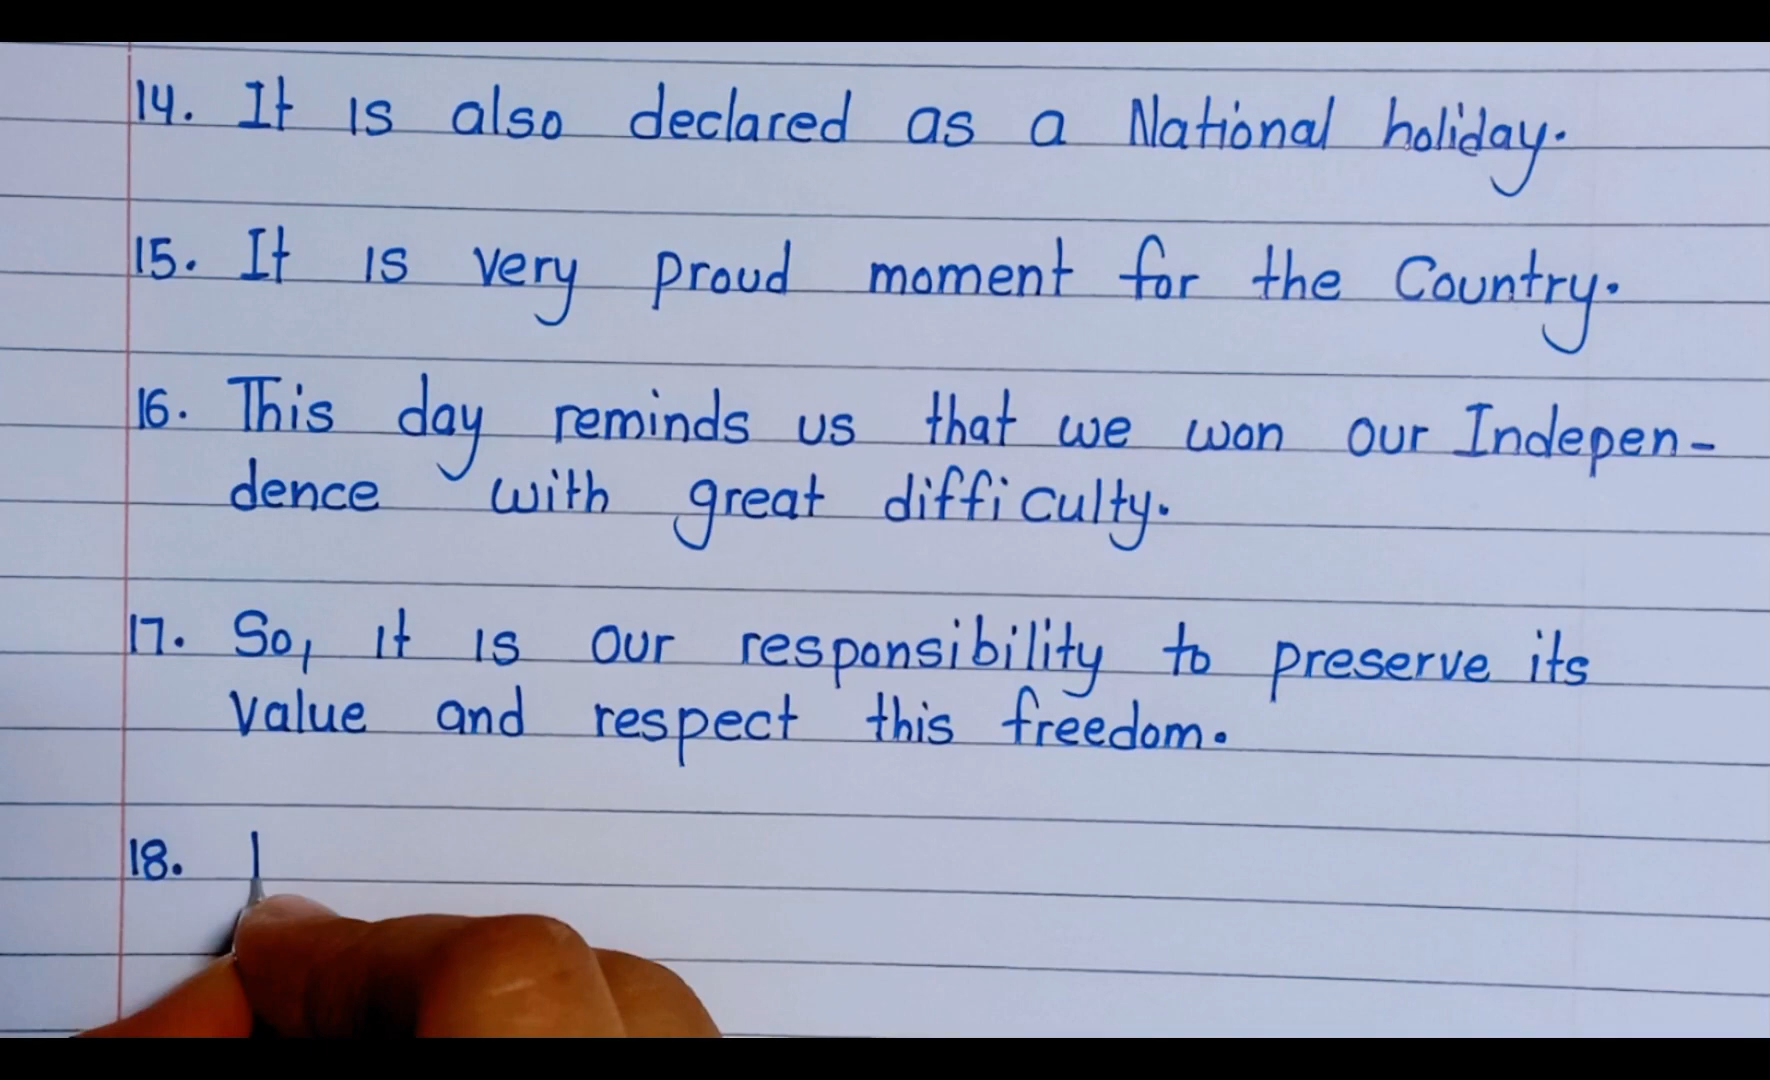 14. It is also declared as a National holiday.
15. It is very proud moment for the Country.
16. This day reminds us that we won our Indepen-
dence with great difficulty.
17. So, it is our responsibility to preserve its
value and respect this freedom.
18.